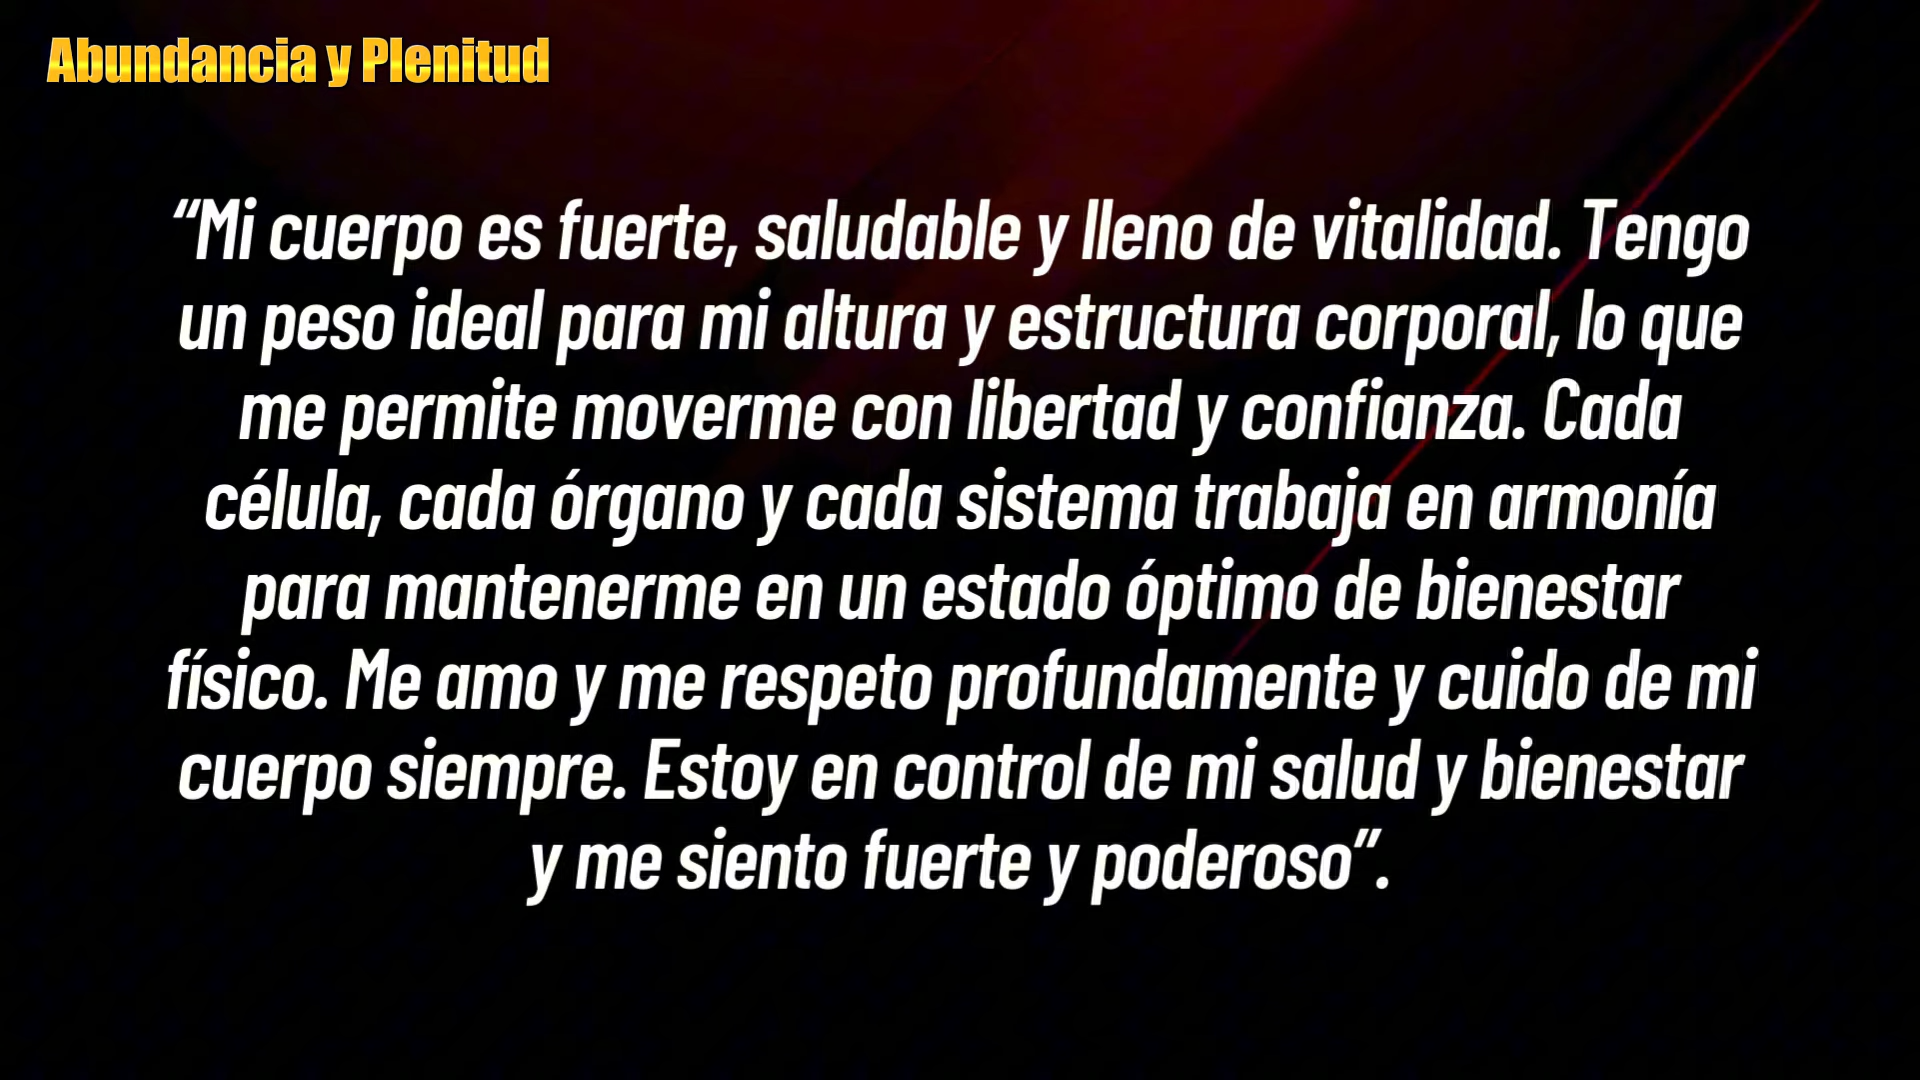 Abundancia y Plenitud
“Mi cuerpo es fuerte, saludable y lleno de vitalidad. Tengo
un peso ideal para mi altura y estructura corporal, lo que
me permite moverme con libertad y confianza. Cada
célula, cada órgano y cada sistema trabaja en armonía
para mantenerme en un estado óptimo de bienestar
físico. Me amo y me respeto profundamente y cuido de mi
cuerpo siempre. Estoy en control de mi salud y bienestar
y me siento fuerte y poderoso”.